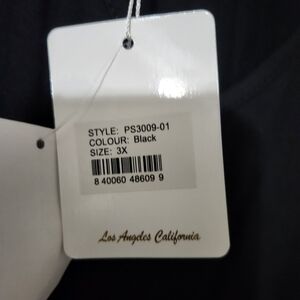 STYLE: PS3009-01
COLOUR: Black
SIZE: 3X
8 40060 48609 9
Los Angeles California